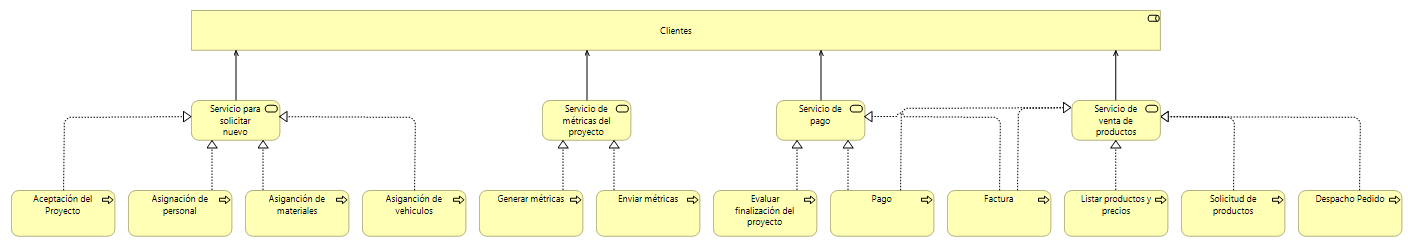 Clientes
Servicio para
solicitar
nuevo
Servicio de
métricas del
proyecto
Servicio de
pago
Servicio de
venta de
productos
Aceptación del
Proyecto
Asignación de
personal
Asiganción de
materiales
Asiganción de
vehiculos
Generar métricas
Enviar métricas
Evaluar
finalización del
proyecto
Pago
Factura
Listar productos y
precios
Solicitud de
productos
Despacho Pedido